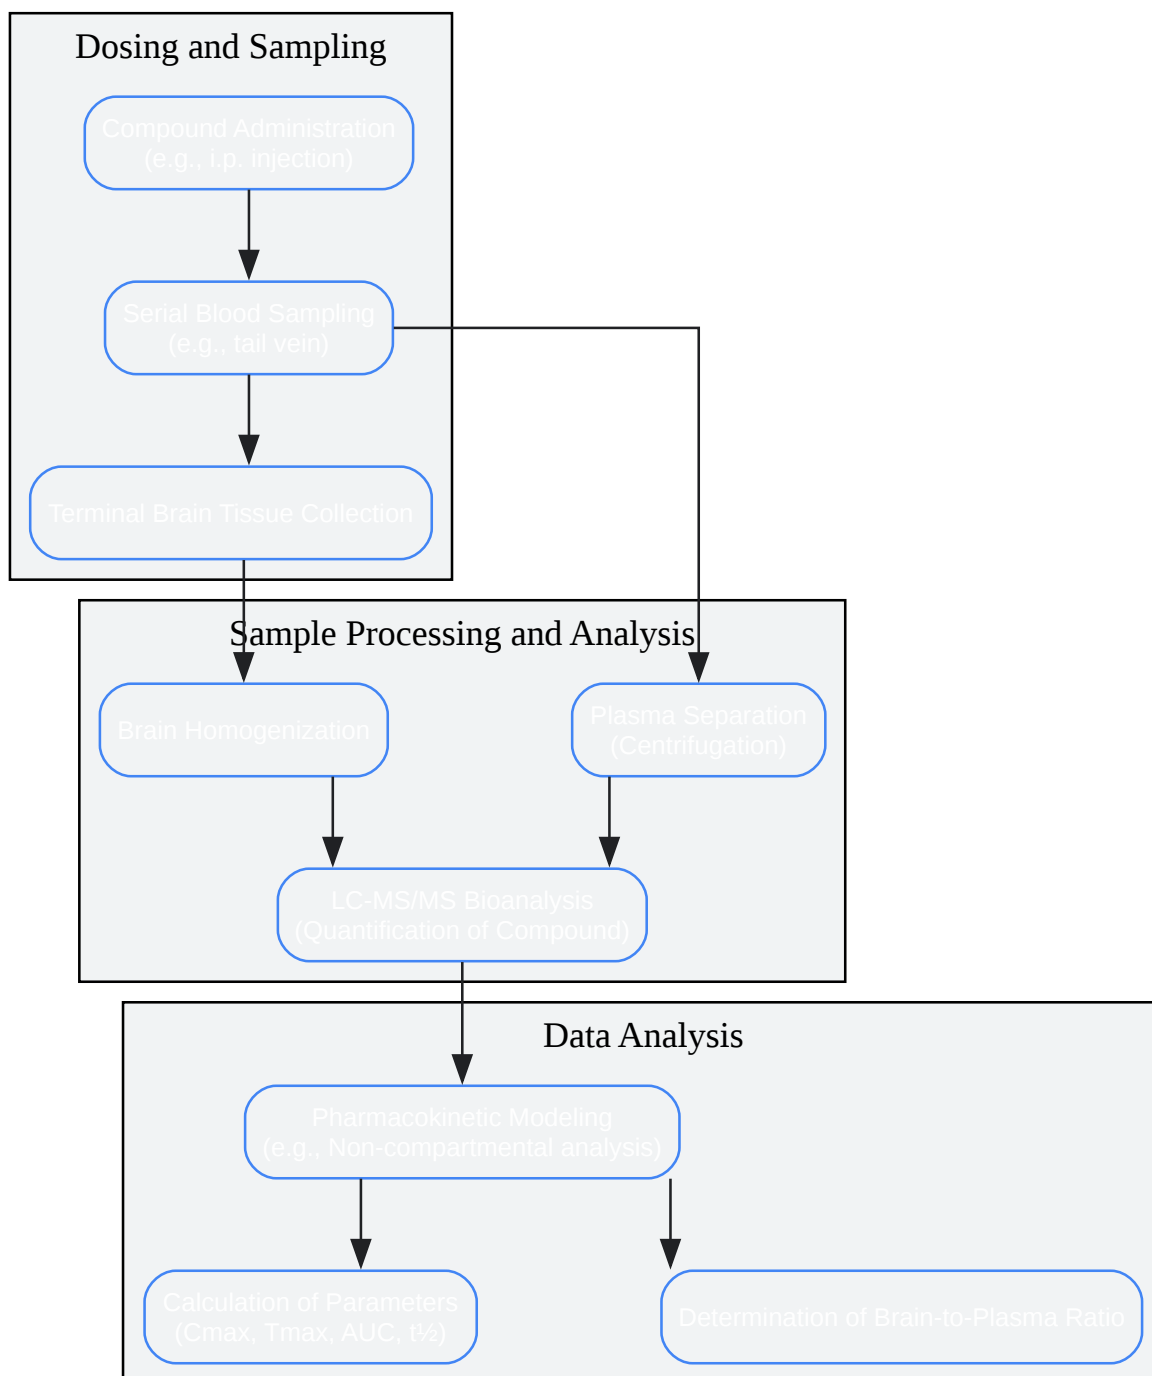 Dosing and Sampling
Compound Administration
(e.g., i.p. injection)
Serial Blood Sampling
(e.g., tail vein)
Terminal Brain Tissue Collection
Sample Processing and Analysis
Brain Homogenization
Plasma Separation
(Centrifugation)
LC-MS/MS Bioanalysis
(Quantification of Compound)
Data Analysis
Pharmacokinetic Modeling
(e.g., Non-compartmental analysis)
Calculation of Parameters
(Cmax, Tmax, AUC, t½)
Determination of Brain-to-Plasma Ratio